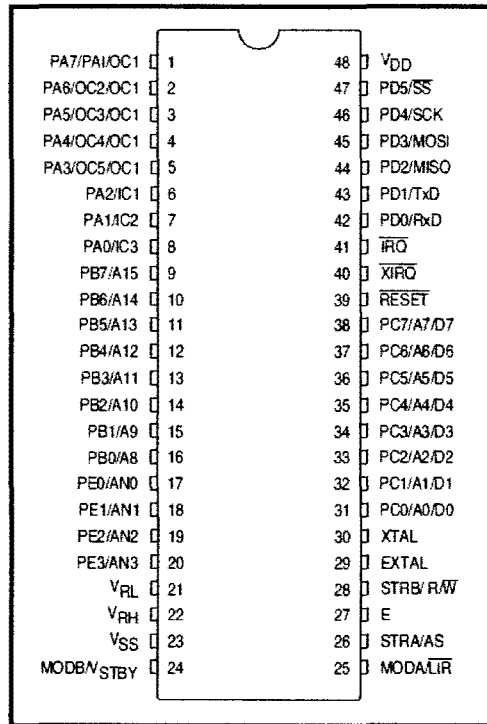 PA7/PAI/OC1 1 48 VDD
PA6/OC2/OC1 2 47 PD5/SS
PA5/OC3/OC1 3 46 PD4/SCK
PA4/OC4/OC1 4 45 PD3/MOSI
PA3/OC5/OC1 5 44 PD2/MISO
PA2/IC1 6 43 PD1/TxD
PA1/IC2 7 42 PD0/RxD
PA0/IC3 8 41 IRQ
PB7/A15 9 40 XIRQ
PB6/A14 10 39 RESET
PB5/A13 11 38 PC7/A7/D7
PB4/A12 12 37 PC6/A6/D6
PB3/A11 13 36 PC5/A5/D5
PB2/A10 14 35 PC4/A4/D4
PB1/A9 15 34 PC3/A3/D3
PB0/A8 16 33 PC2/A2/D2
PE0/AN0 17 32 PC1/A1/D1
PE1/AN1 18 31 PC0/A0/D0
PE2/AN2 19 30 XTAL
PE3/AN3 20 29 EXTAL
VRL 21 28 STRB/R/W
VRH 22 27 E
VSS 23 26 STRA/AS
MODB/VSTBY 24 25 MODA/LIR